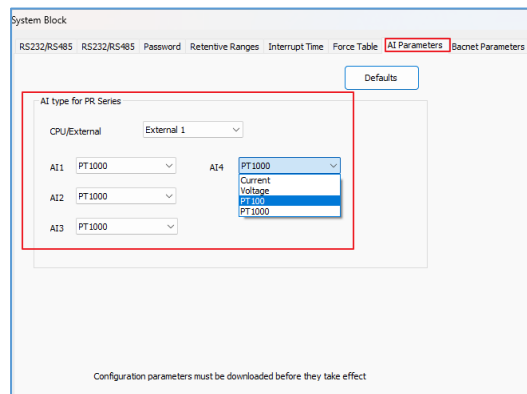 System Block
RS232/RS485 RS232/RS485 Password Retentive Ranges Interrupt Time Force Table AI Parameters Bacnet Parameters
Defaults
AI type for PR Series
CPU/External External 1
AI1 PT1000 AI4 PT1000
Current
Voltage
AI2 PT1000 PT100
PT1000
AI3 PT1000
Configuration parameters must be downloaded before they take effect